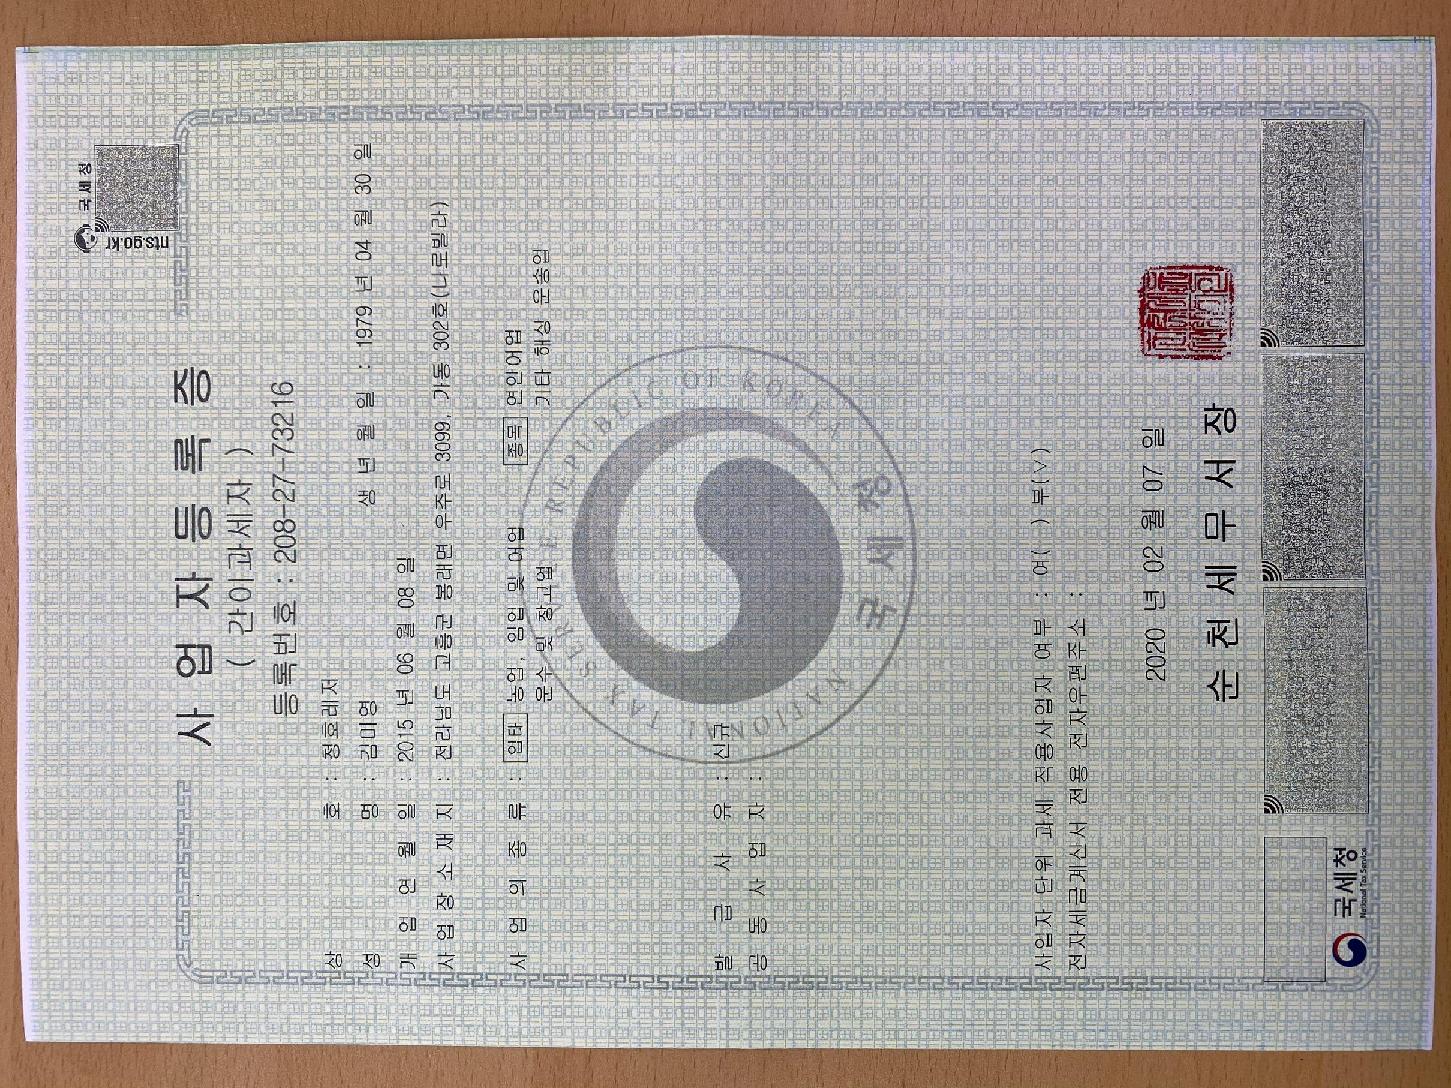 국세청
nts.go.kr
사업자등록증
( 간이과세자 )
등록번호 : 208-27-73216
상 호 : 정호레저
성 명 : 김미영 생 년 월 일 : 1979 년 04 월 30 일
개 업 연 월 일 : 2015 년 06 월 08 일
사 업 장 소 재 지 : 전라남도 고흥군 봉래면 우주로 3099, 가동 302호(나로빌라)
사 업 의 종 류 : 업태 농업, 임업 및 어업 종목 연안어업
운수 및 창고업 기타 해상 운송업
NATIONAL TAX SERVICE REPUBLIC OF KOREA
국세청
발 급 사 유 : 신규
공 동 사 업 자 :
사업자 단위 과세 적용사업자 여부 : 여( ) 부(∨)
전자세금계산서 전용 전자우편주소 :
2020 년 02 월 07 일
순 천 세 무 서 장
국세청
National Tax Service